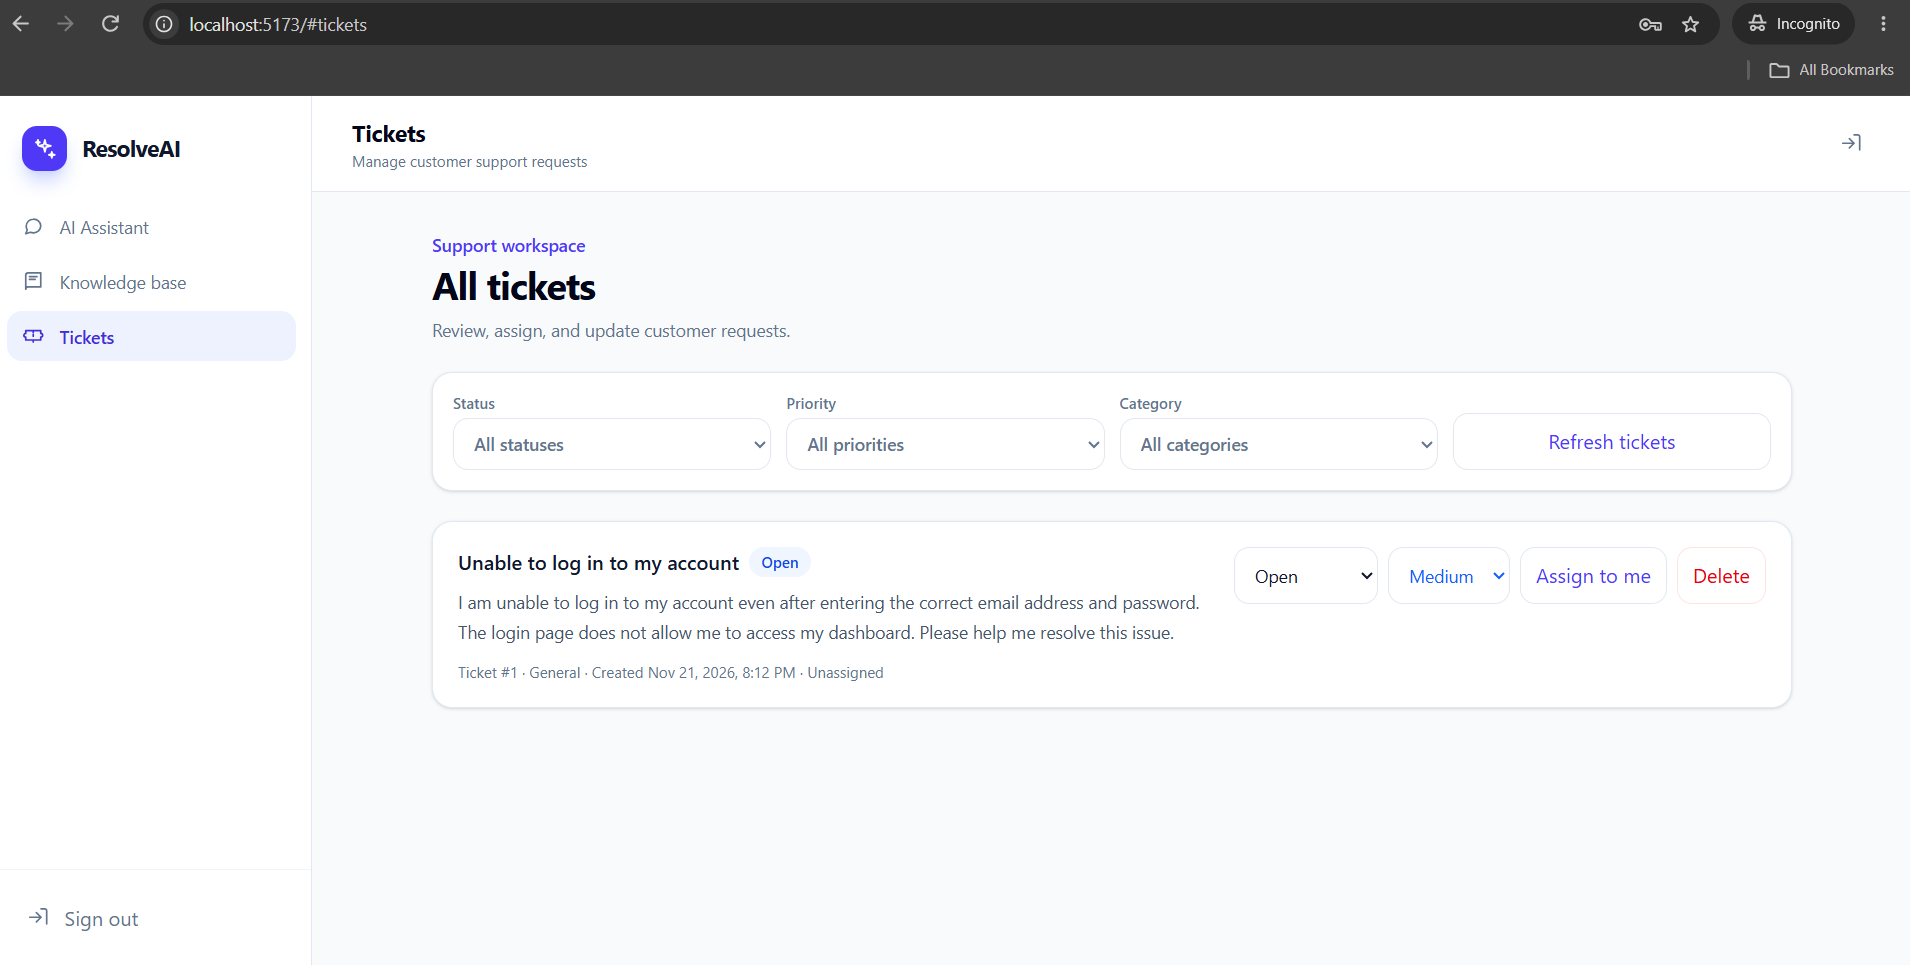 localhost:5173/#tickets
Incognito
All Bookmarks
ResolveAI
AI Assistant
Knowledge base
Tickets
Sign out
Tickets
Manage customer support requests
Support workspace
All tickets
Review, assign, and update customer requests.
Status
All statuses
Priority
All priorities
Category
All categories
Refresh tickets
Unable to log in to my account Open
I am unable to log in to my account even after entering the correct email address and password.
The login page does not allow me to access my dashboard. Please help me resolve this issue.
Ticket #1 · General · Created Nov 21, 2026, 8:12 PM · Unassigned
Open
Medium
Assign to me
Delete